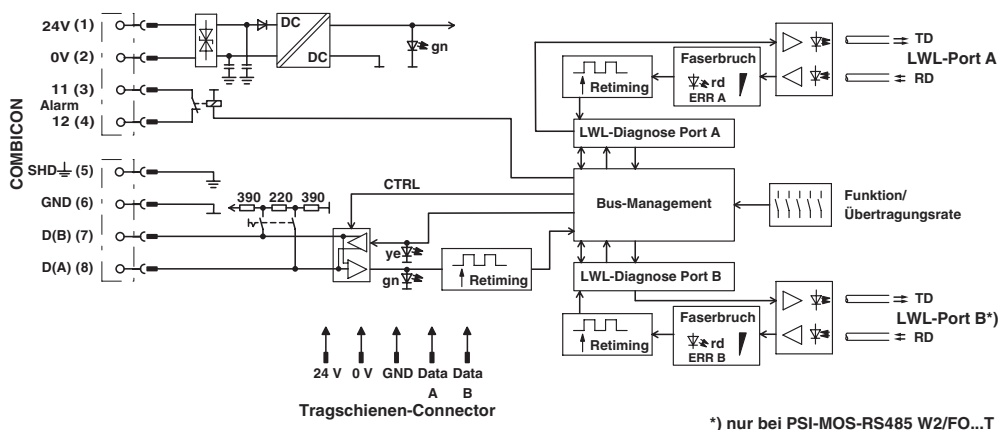 COMBICON
24V (1)
0V (2)
11 (3)
Alarm
12 (4)
SHD (5)
GND (6)
D(B) (7)
D(A) (8)
DC
DC
gn
390 220 390
CTRL
ye
gn
Retiming
Retiming
Faserbruch
rd
ERR A
TD
LWL-Port A
RD
LWL-Diagnose Port A
Bus-Management
Funktion/
Übertragungsrate
LWL-Diagnose Port B
Retiming
Faserbruch
rd
ERR B
TD
LWL-Port B*)
RD
24 V 0 V GND Data Data
A B
Tragschienen-Connector
*) nur bei PSI-MOS-RS485 W2/FO...T